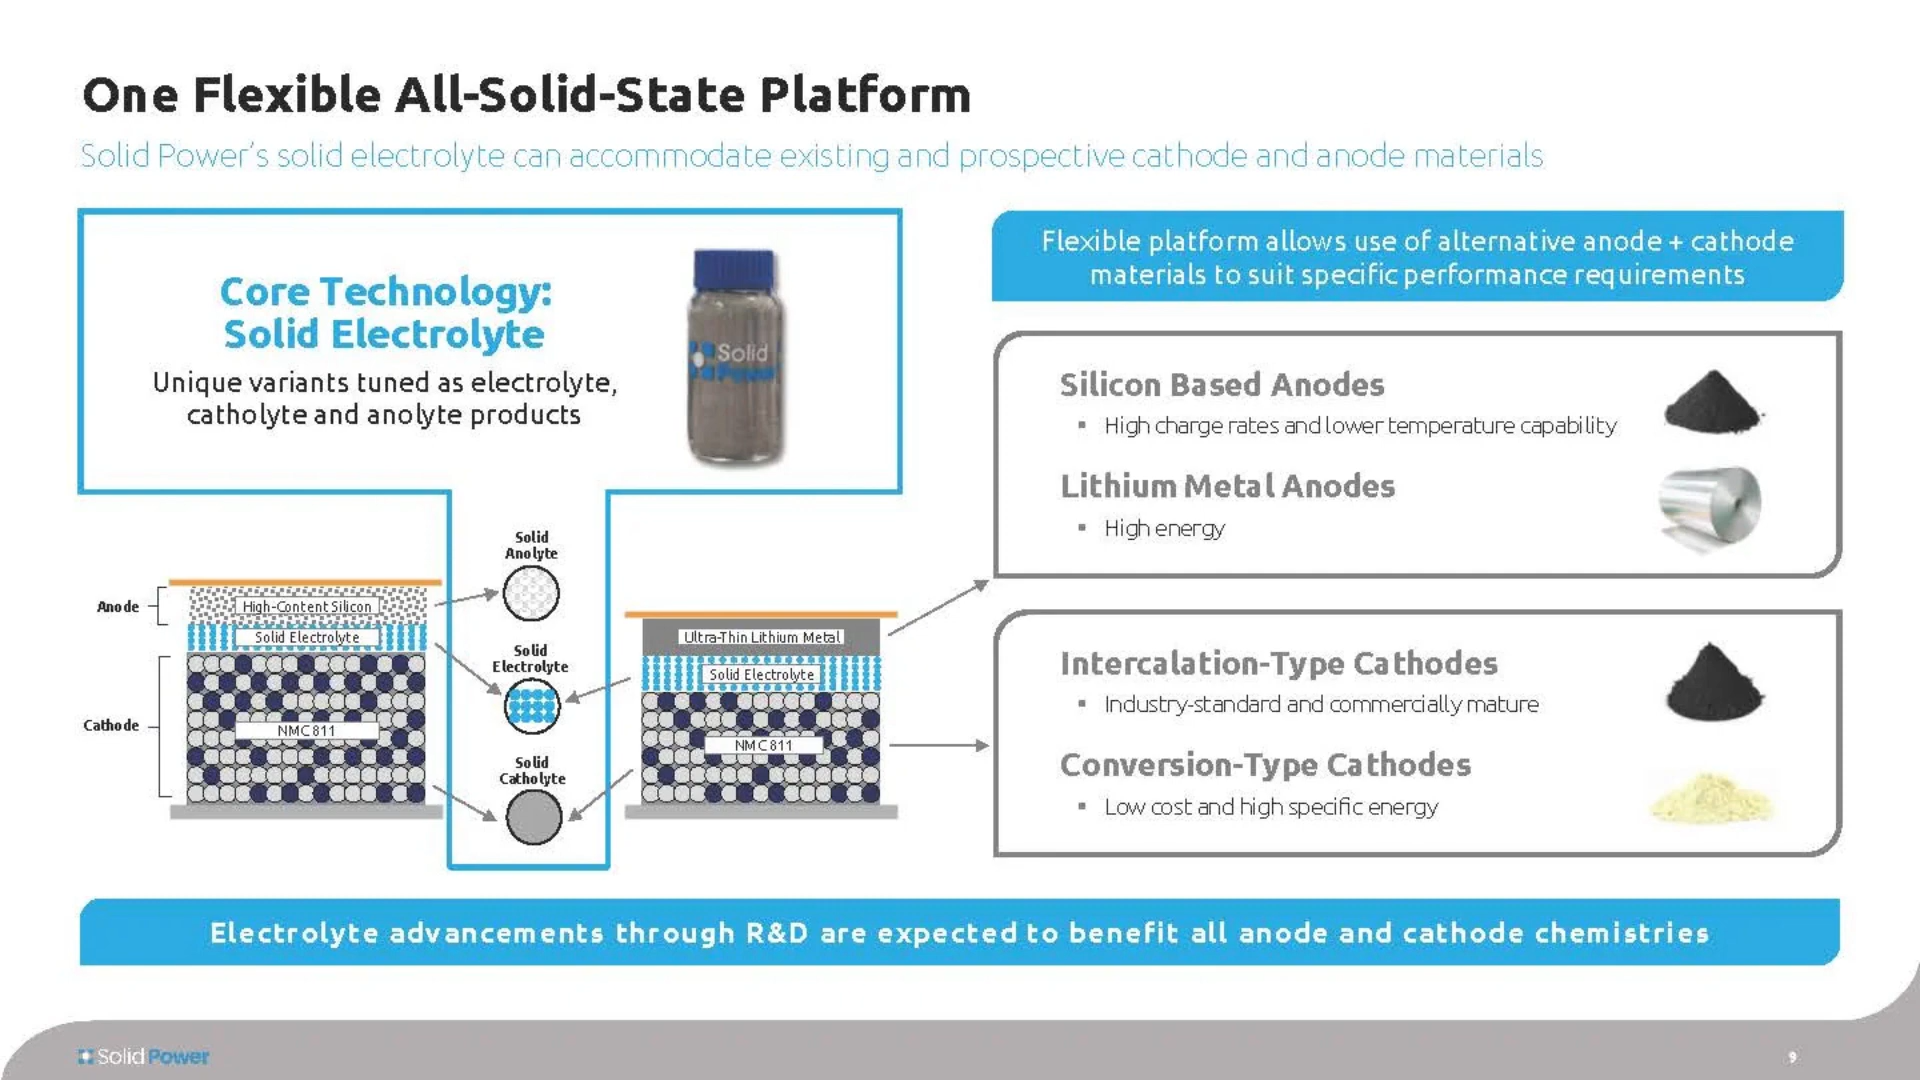 One Flexible All-Solid-State Platform
Solid Power's solid electrolyte can accommodate existing and prospective cathode and anode materials
Core Technology:
Solid Electrolyte
Unique variants tuned as electrolyte,
catholyte and anolyte products
Solid
Power
Solid
Anolyte
Solid
Electrolyte
Solid
Catholyte
Anode
High-Content Silicon
Solid Electrolyte
Cathode
NMC 811
Ultra-Thin Lithium Metal
Solid Electrolyte
NMC 811
Flexible platform allows use of alternative anode + cathode
materials to suit specific performance requirements
Silicon Based Anodes
▪ High charge rates and lower temperature capability
Lithium Metal Anodes
▪ High energy
Intercalation-Type Cathodes
▪ Industry-standard and commercially mature
Conversion-Type Cathodes
▪ Low cost and high specific energy
Electrolyte advancements through R&D are expected to benefit all anode and cathode chemistries
Solid Power
9